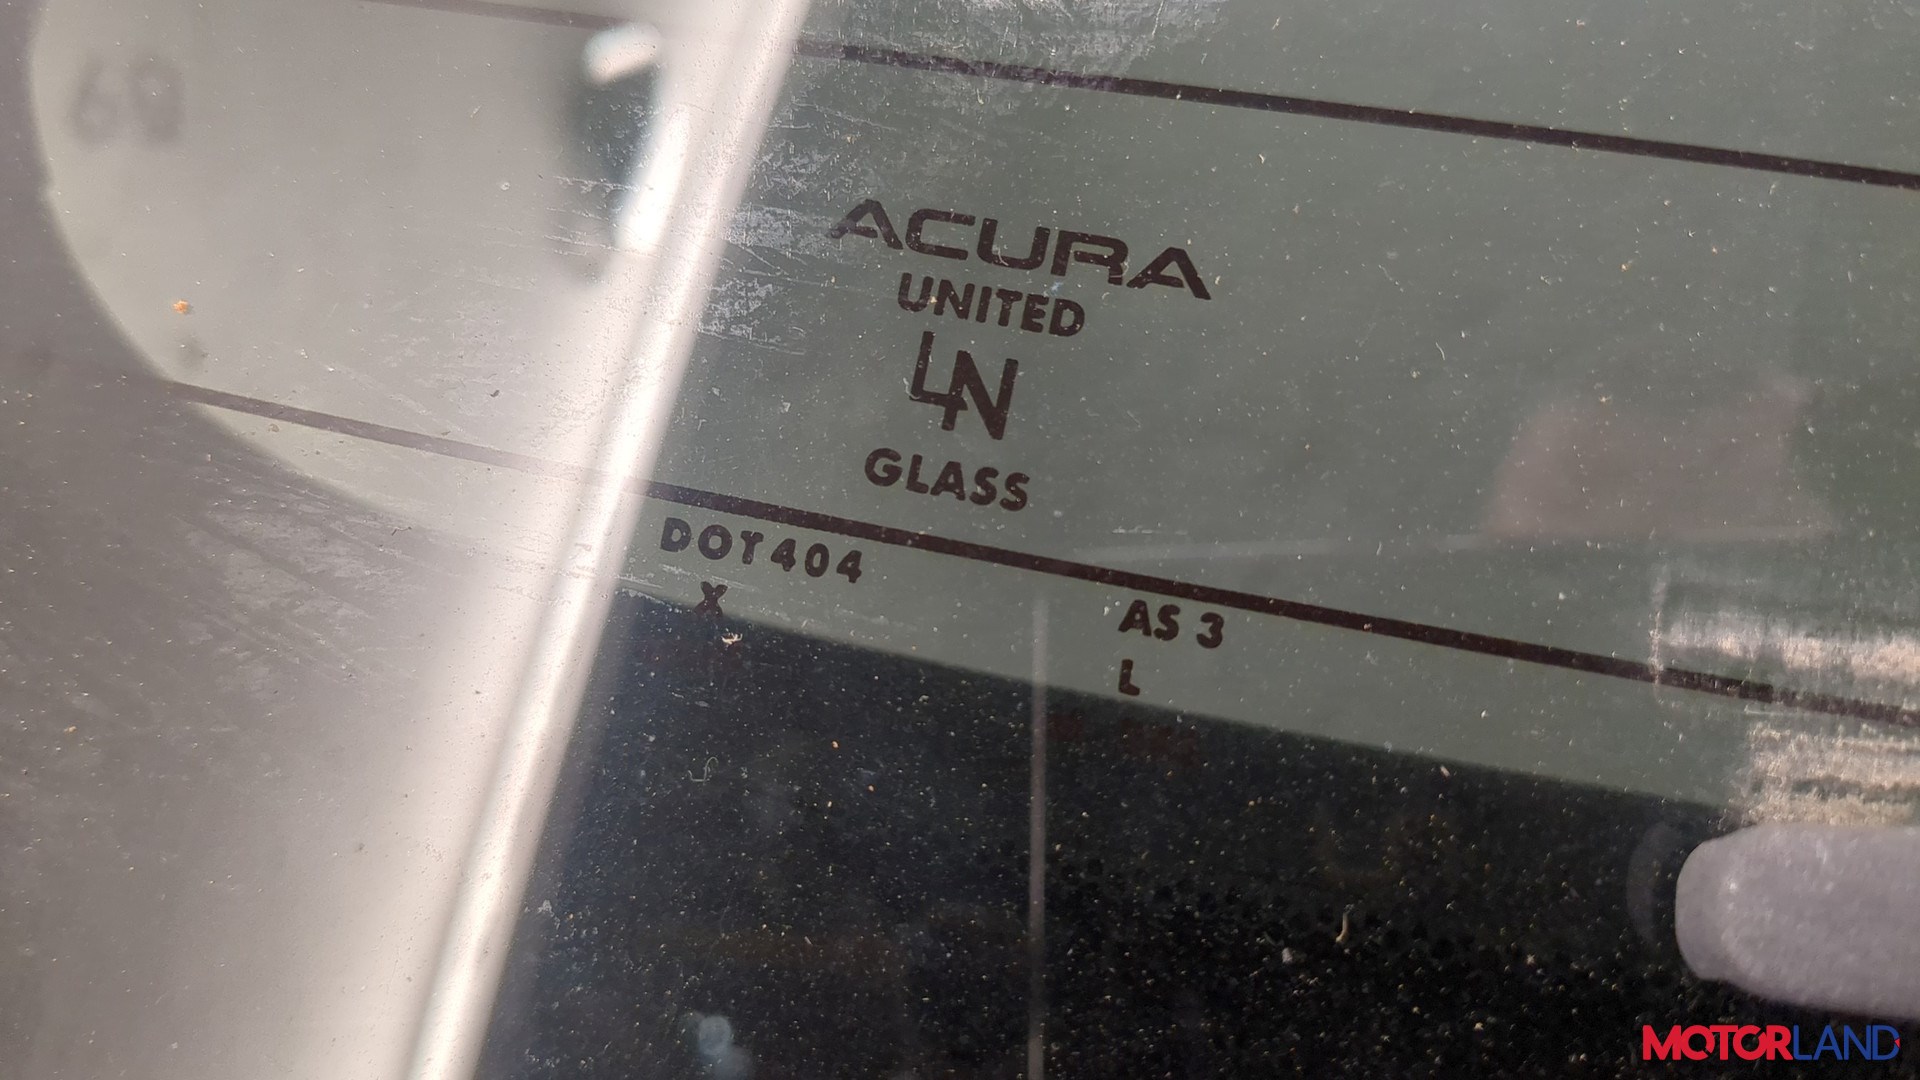 ACURA
UNITED
LN
GLASS
DOT 404
AS 3
X
L
MOTORLAND